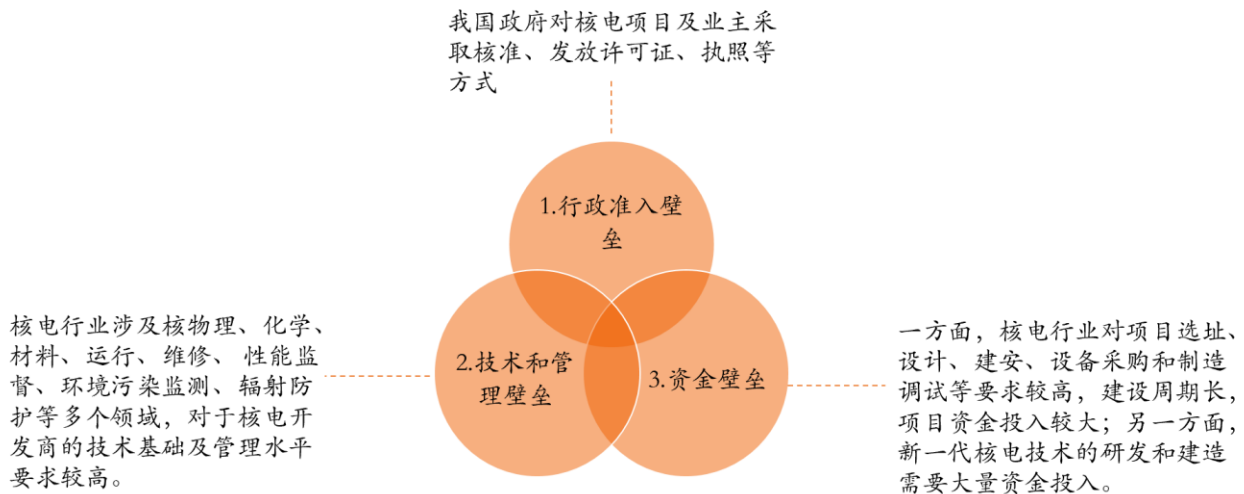 我国政府对核电项目及业主采
取核准、发放许可证、执照等
方式
1.行政准入壁
垒
核电行业涉及核物理、化学、
材料、运行、维修、 性能监
督、环境污染监测、辐射防
护等多个领域，对于核电开
发商的技术基础及管理水平
要求较高。
2.技术和管
理壁垒
3.资金壁垒
一方面，核电行业对项目选址、
设计、建安、设备采购和制造
调试等要求较高，建设周期长，
项目资金投入较大；另一方面，
新一代核电技术的研发和建造
需要大量资金投入。